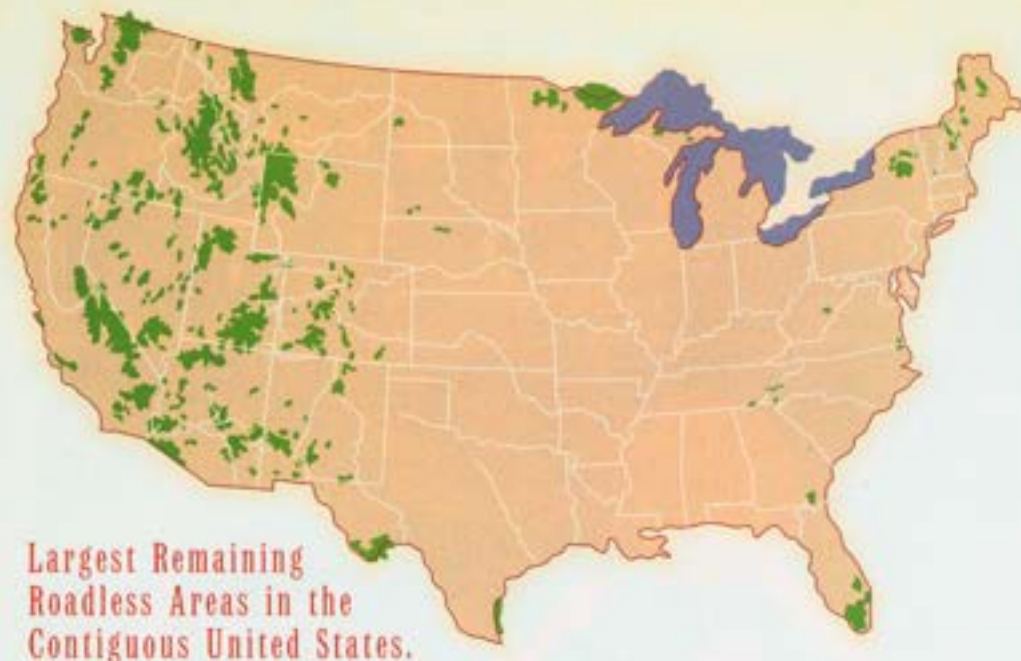 Largest Remaining
Roadless Areas in the
Contiguous United States.